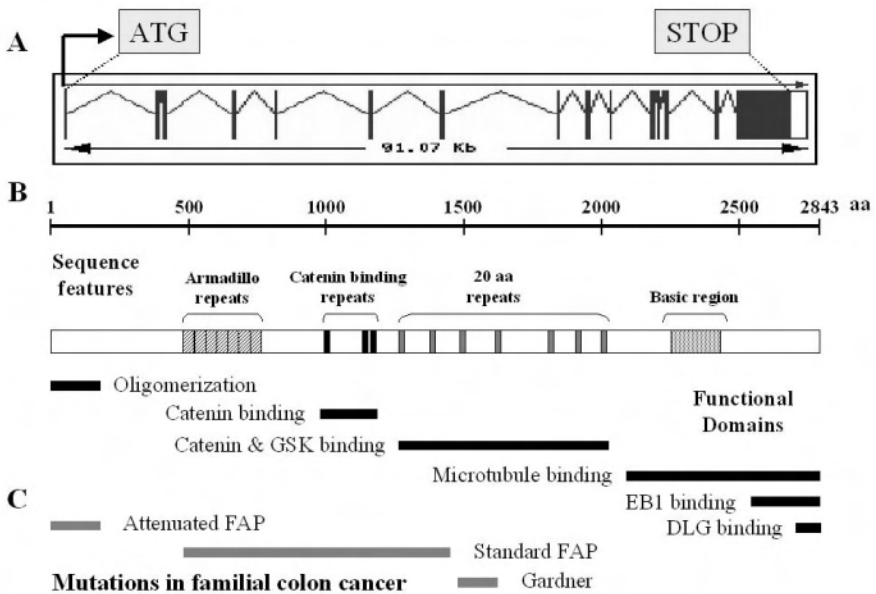 A
ATG
STOP
91.07 Kb
B
1 500 1000 1500 2000 2500 2843 aa
Sequence
features
Armadillo
repeats
Catenin binding
repeats
20 aa
repeats
Basic region
Oligomerization
Catenin binding
Functional
Domains
Catenin & GSK binding
Microtubule binding
EB1 binding
C
Attenuated FAP
DLG binding
Standard FAP
Mutations in familial colon cancer
Gardner